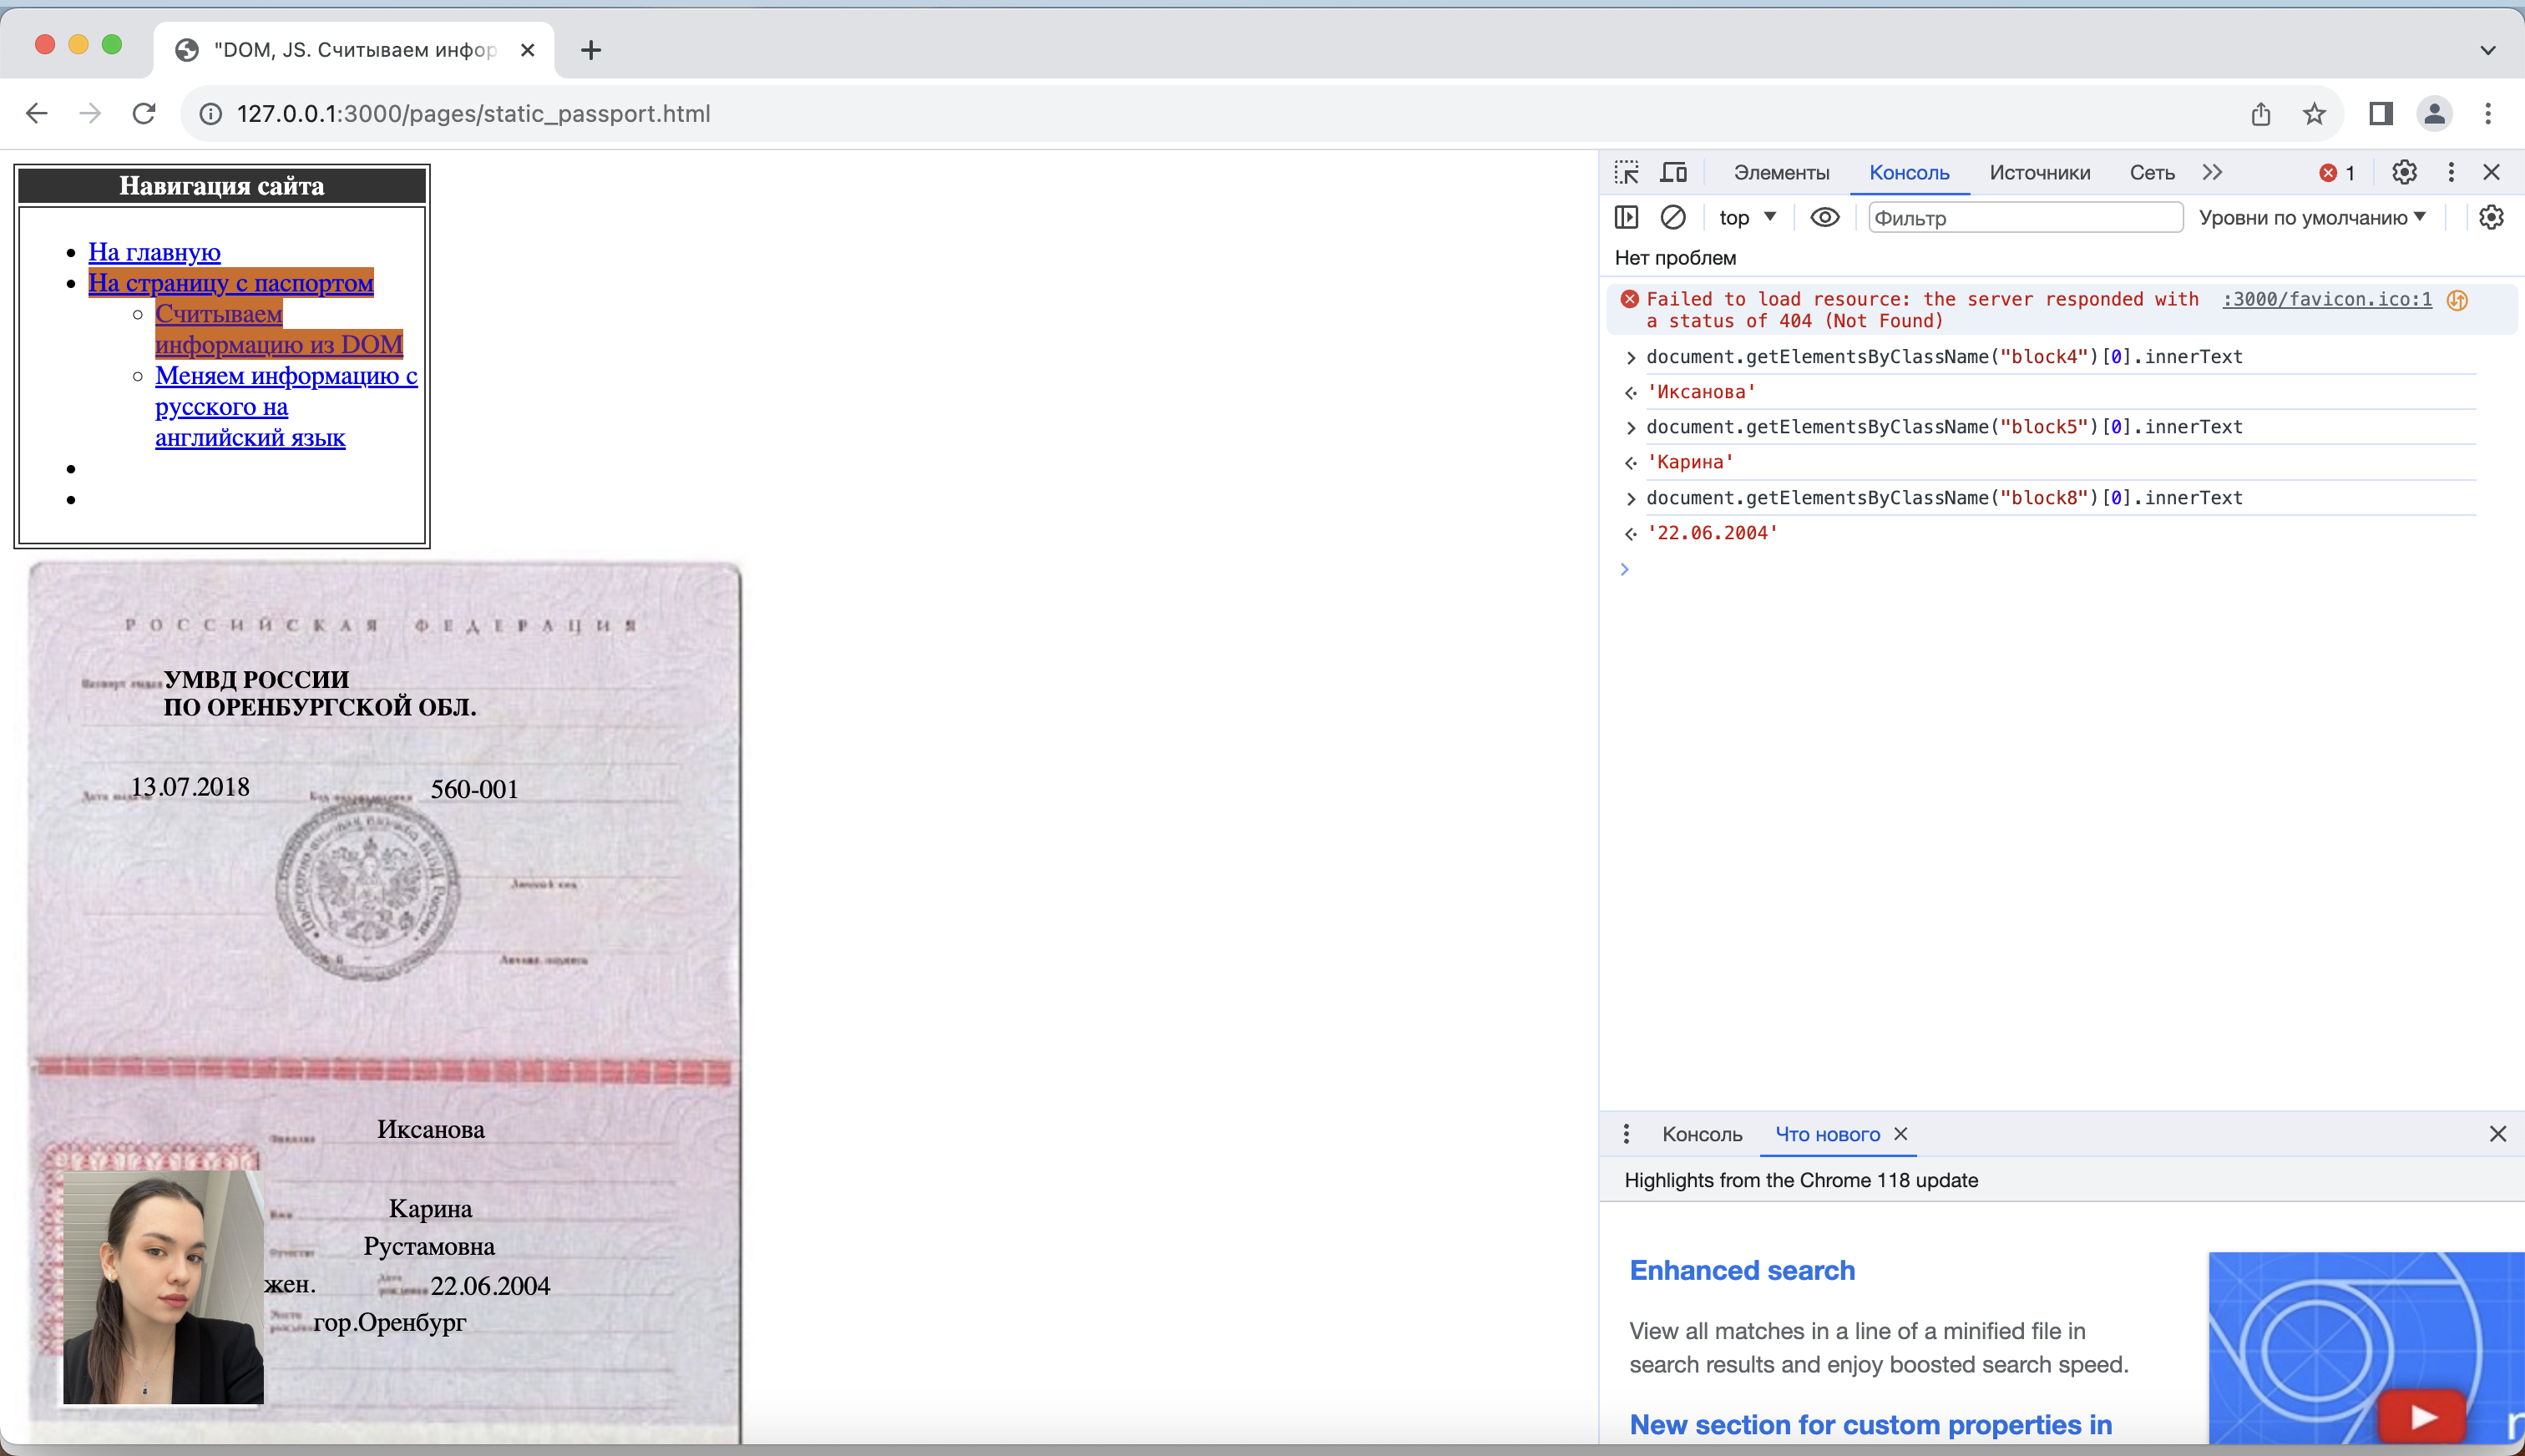 "DOM, JS. Считываем инфор
127.0.0.1:3000/pages/static_passport.html
Навигация сайта
На главную
На страницу с паспортом
Считываем
информацию из DOM
Меняем информацию с
русского на
английский язык
РОССИЙСКАЯ ФЕДЕРАЦИЯ
УМВД РОССИИ
ПО ОРЕНБУРГСКОЙ ОБЛ.
13.07.2018
560-001
Личный код
Личная подпись
Иксанова
Карина
Рустамовна
жен.
22.06.2004
гор.Оренбург
Элементы
Консоль
Источники
Сеть
1
top
Фильтр
Уровни по умолчанию
Нет проблем
Failed to load resource: the server responded with :3000/favicon.ico:1
a status of 404 (Not Found)
document.getElementsByClassName("block4")[0].innerText
'Иксанова'
document.getElementsByClassName("block5")[0].innerText
'Карина'
document.getElementsByClassName("block8")[0].innerText
'22.06.2004'
Консоль
Что нового
Highlights from the Chrome 118 update
Enhanced search
View all matches in a line of a minified file in
search results and enjoy boosted search speed.
New section for custom properties in